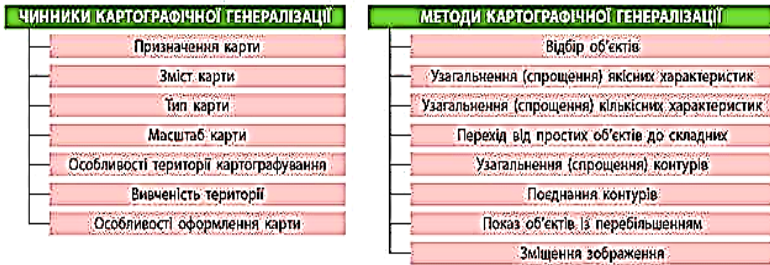 ЧИННИКИ КАРТОГРАФІЧНОЇ ГЕНЕРАЛІЗАЦІЇ
Призначення карти
Зміст карти
Тип карти
Масштаб карти
Особливості території картографування
Вивченість території
Особливості оформлення карти
МЕТОДИ КАРТОГРАФІЧНОЇ ГЕНЕРАЛІЗАЦІЇ
Відбір об’єктів
Узагальнення (спрощення) якісних характеристик
Узагальнення (спрощення) кількісних характеристик
Перехід від простих об’єктів до складних
Узагальнення (спрощення) контурів
Поєднання контурів
Показ об’єктів із перебільшенням
Зміщення зображення